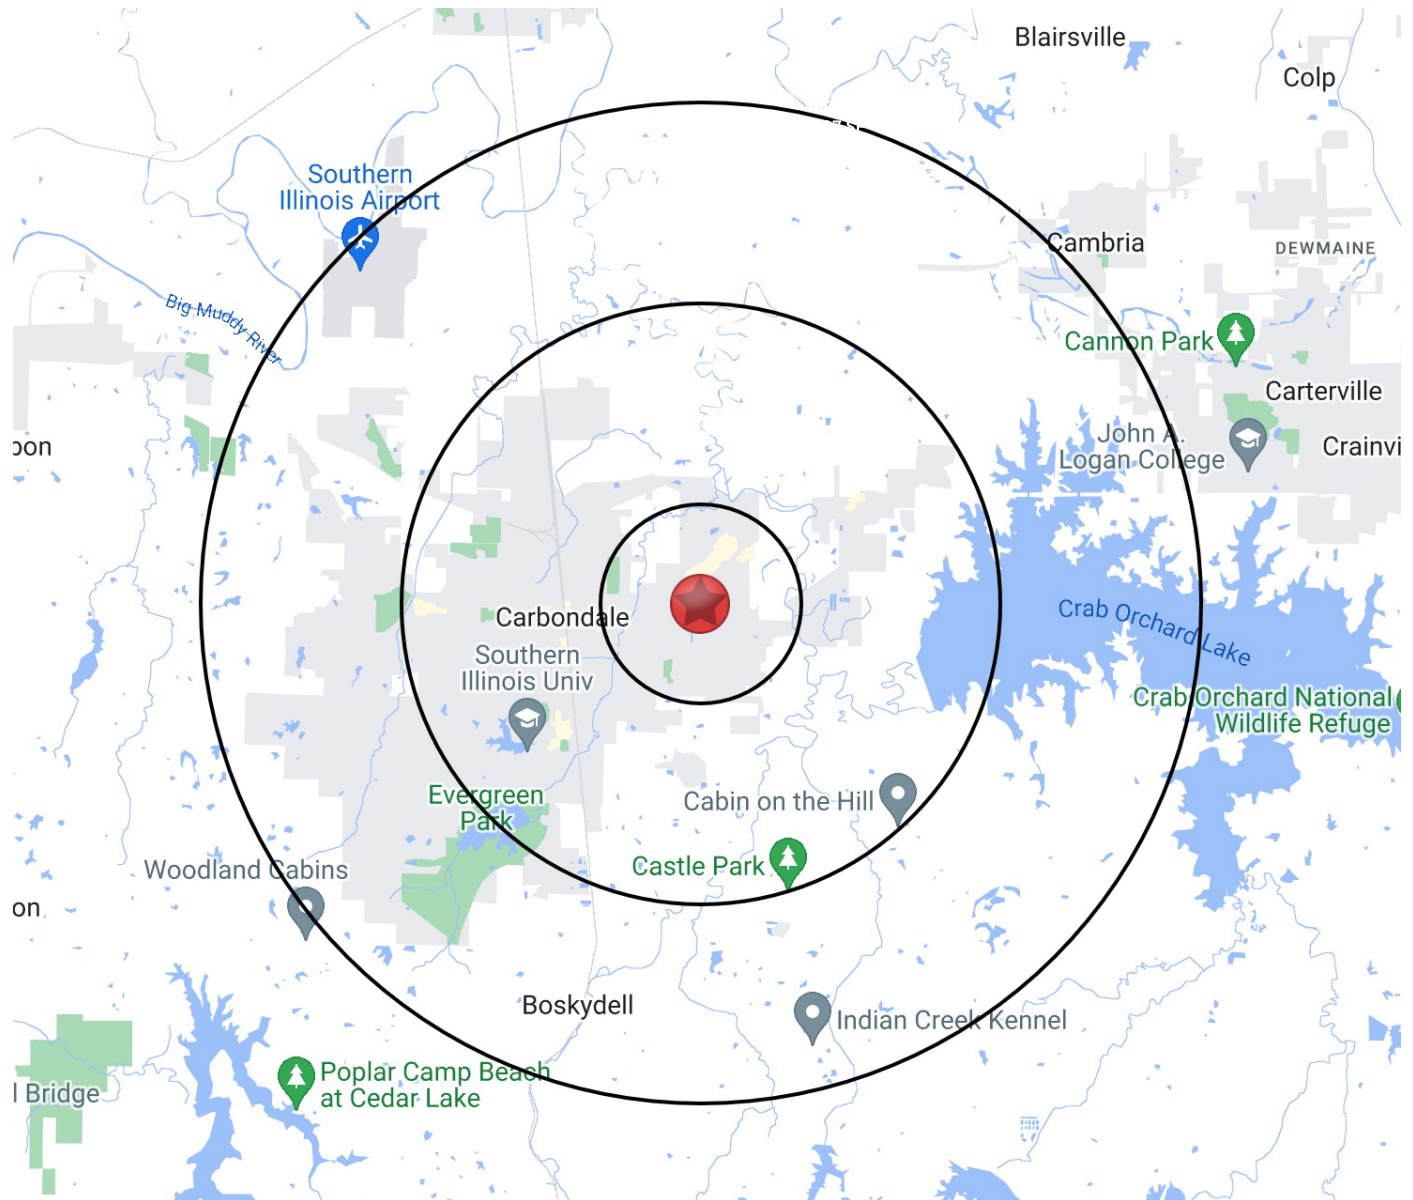 Blairsville
Colp
Southern
Illinois Airport
Cambria
DEWMAINE
Big Muddy River
Cannon Park
Carterville
John A.
Logan College
Carbondale
Southern
Illinois Univ
Crab Orchard Lake
Crab Orchard National
Wildlife Refuge
Evergreen
Park
Cabin on the Hill
Castle Park
Woodland Cabins
on
Boskydell
Indian Creek Kennel
Poplar Camp Beach
at Cedar Lake
l Bridge